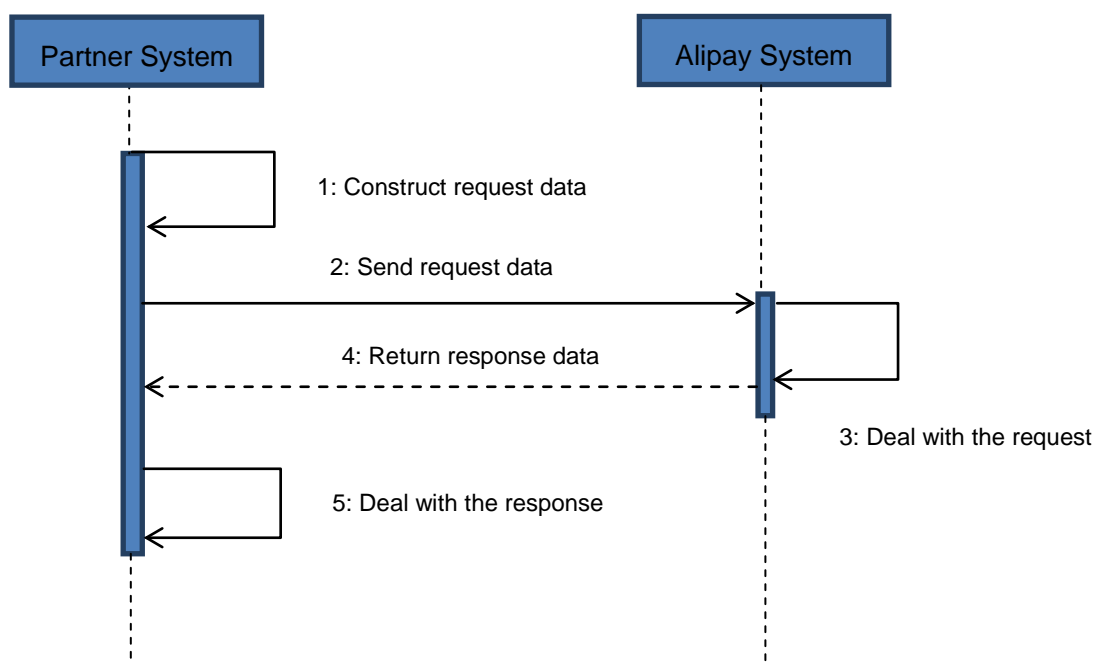 Partner System
Alipay System
1: Construct request data
2: Send request data
4: Return response data
3: Deal with the request
5: Deal with the response